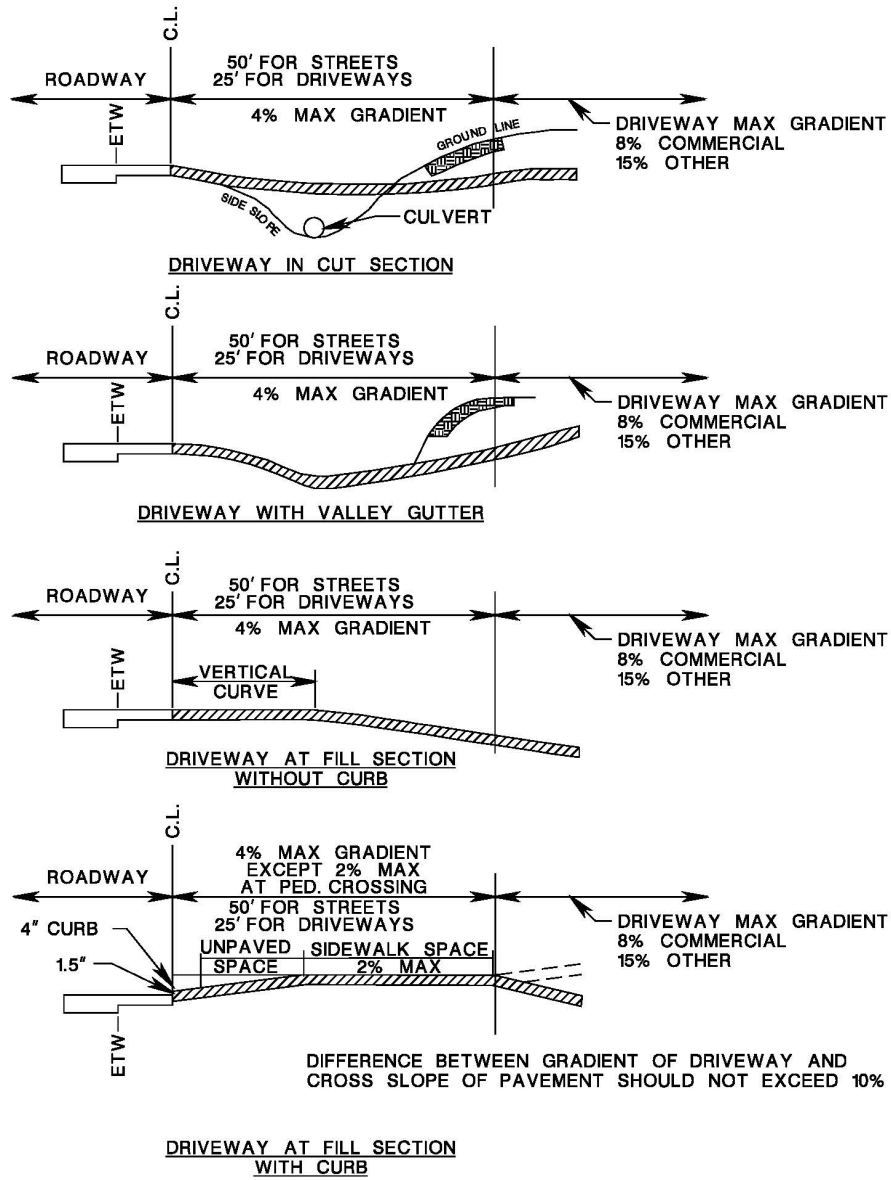 C.L.
50' FOR STREETS
25' FOR DRIVEWAYS
ROADWAY
4% MAX GRADIENT
ETW
GROUND LINE
DRIVEWAY MAX GRADIENT
8% COMMERCIAL
15% OTHER
SIDE SLOPE
CULVERT
DRIVEWAY IN CUT SECTION
C.L.
50' FOR STREETS
25' FOR DRIVEWAYS
ROADWAY
4% MAX GRADIENT
ETW
DRIVEWAY MAX GRADIENT
8% COMMERCIAL
15% OTHER
DRIVEWAY WITH VALLEY GUTTER
C.L.
50' FOR STREETS
25' FOR DRIVEWAYS
ROADWAY
4% MAX GRADIENT
ETW
DRIVEWAY MAX GRADIENT
8% COMMERCIAL
15% OTHER
VERTICAL
CURVE
DRIVEWAY AT FILL SECTION
WITHOUT CURB
C.L.
4% MAX GRADIENT
EXCEPT 2% MAX
AT PED. CROSSING
ROADWAY
50' FOR STREETS
25' FOR DRIVEWAYS
DRIVEWAY MAX GRADIENT
8% COMMERCIAL
15% OTHER
4" CURB
1.5"
UNPAVED
SPACE
SIDEWALK SPACE
2% MAX
ETW
DIFFERENCE BETWEEN GRADIENT OF DRIVEWAY AND
CROSS SLOPE OF PAVEMENT SHOULD NOT EXCEED 10%
DRIVEWAY AT FILL SECTION
WITH CURB